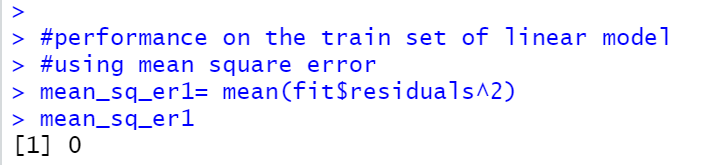 >
> #performance on the train set of linear model
> #using mean square error
> mean_sq_er1= mean(fit$residuals^2)
> mean_sq_er1
[1] 0